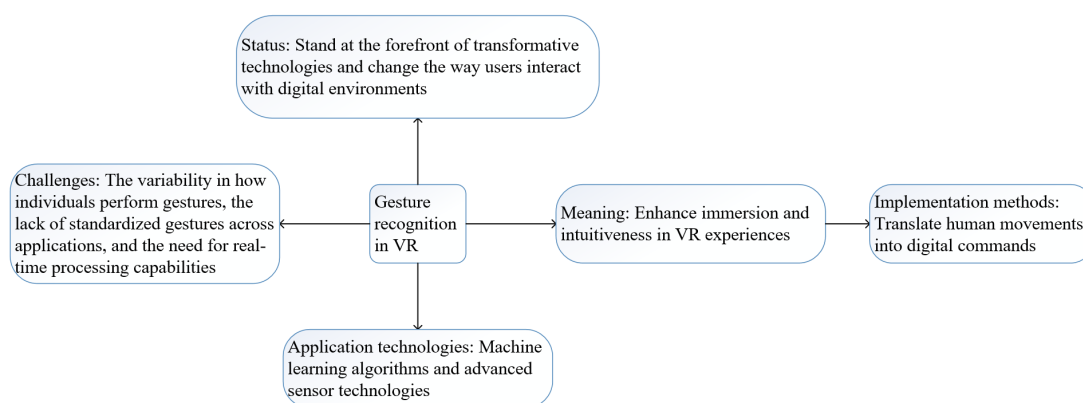 Status: Stand at the forefront of transformative
technologies and change the way users interact
with digital environments
Challenges: The variability in how
individuals perform gestures, the
lack of standardized gestures across
applications, and the need for real-
time processing capabilities
Gesture
recognition
in VR
Meaning: Enhance immersion and
intuitiveness in VR experiences
Implementation methods:
Translate human movements
into digital commands
Application technologies: Machine
learning algorithms and advanced
sensor technologies